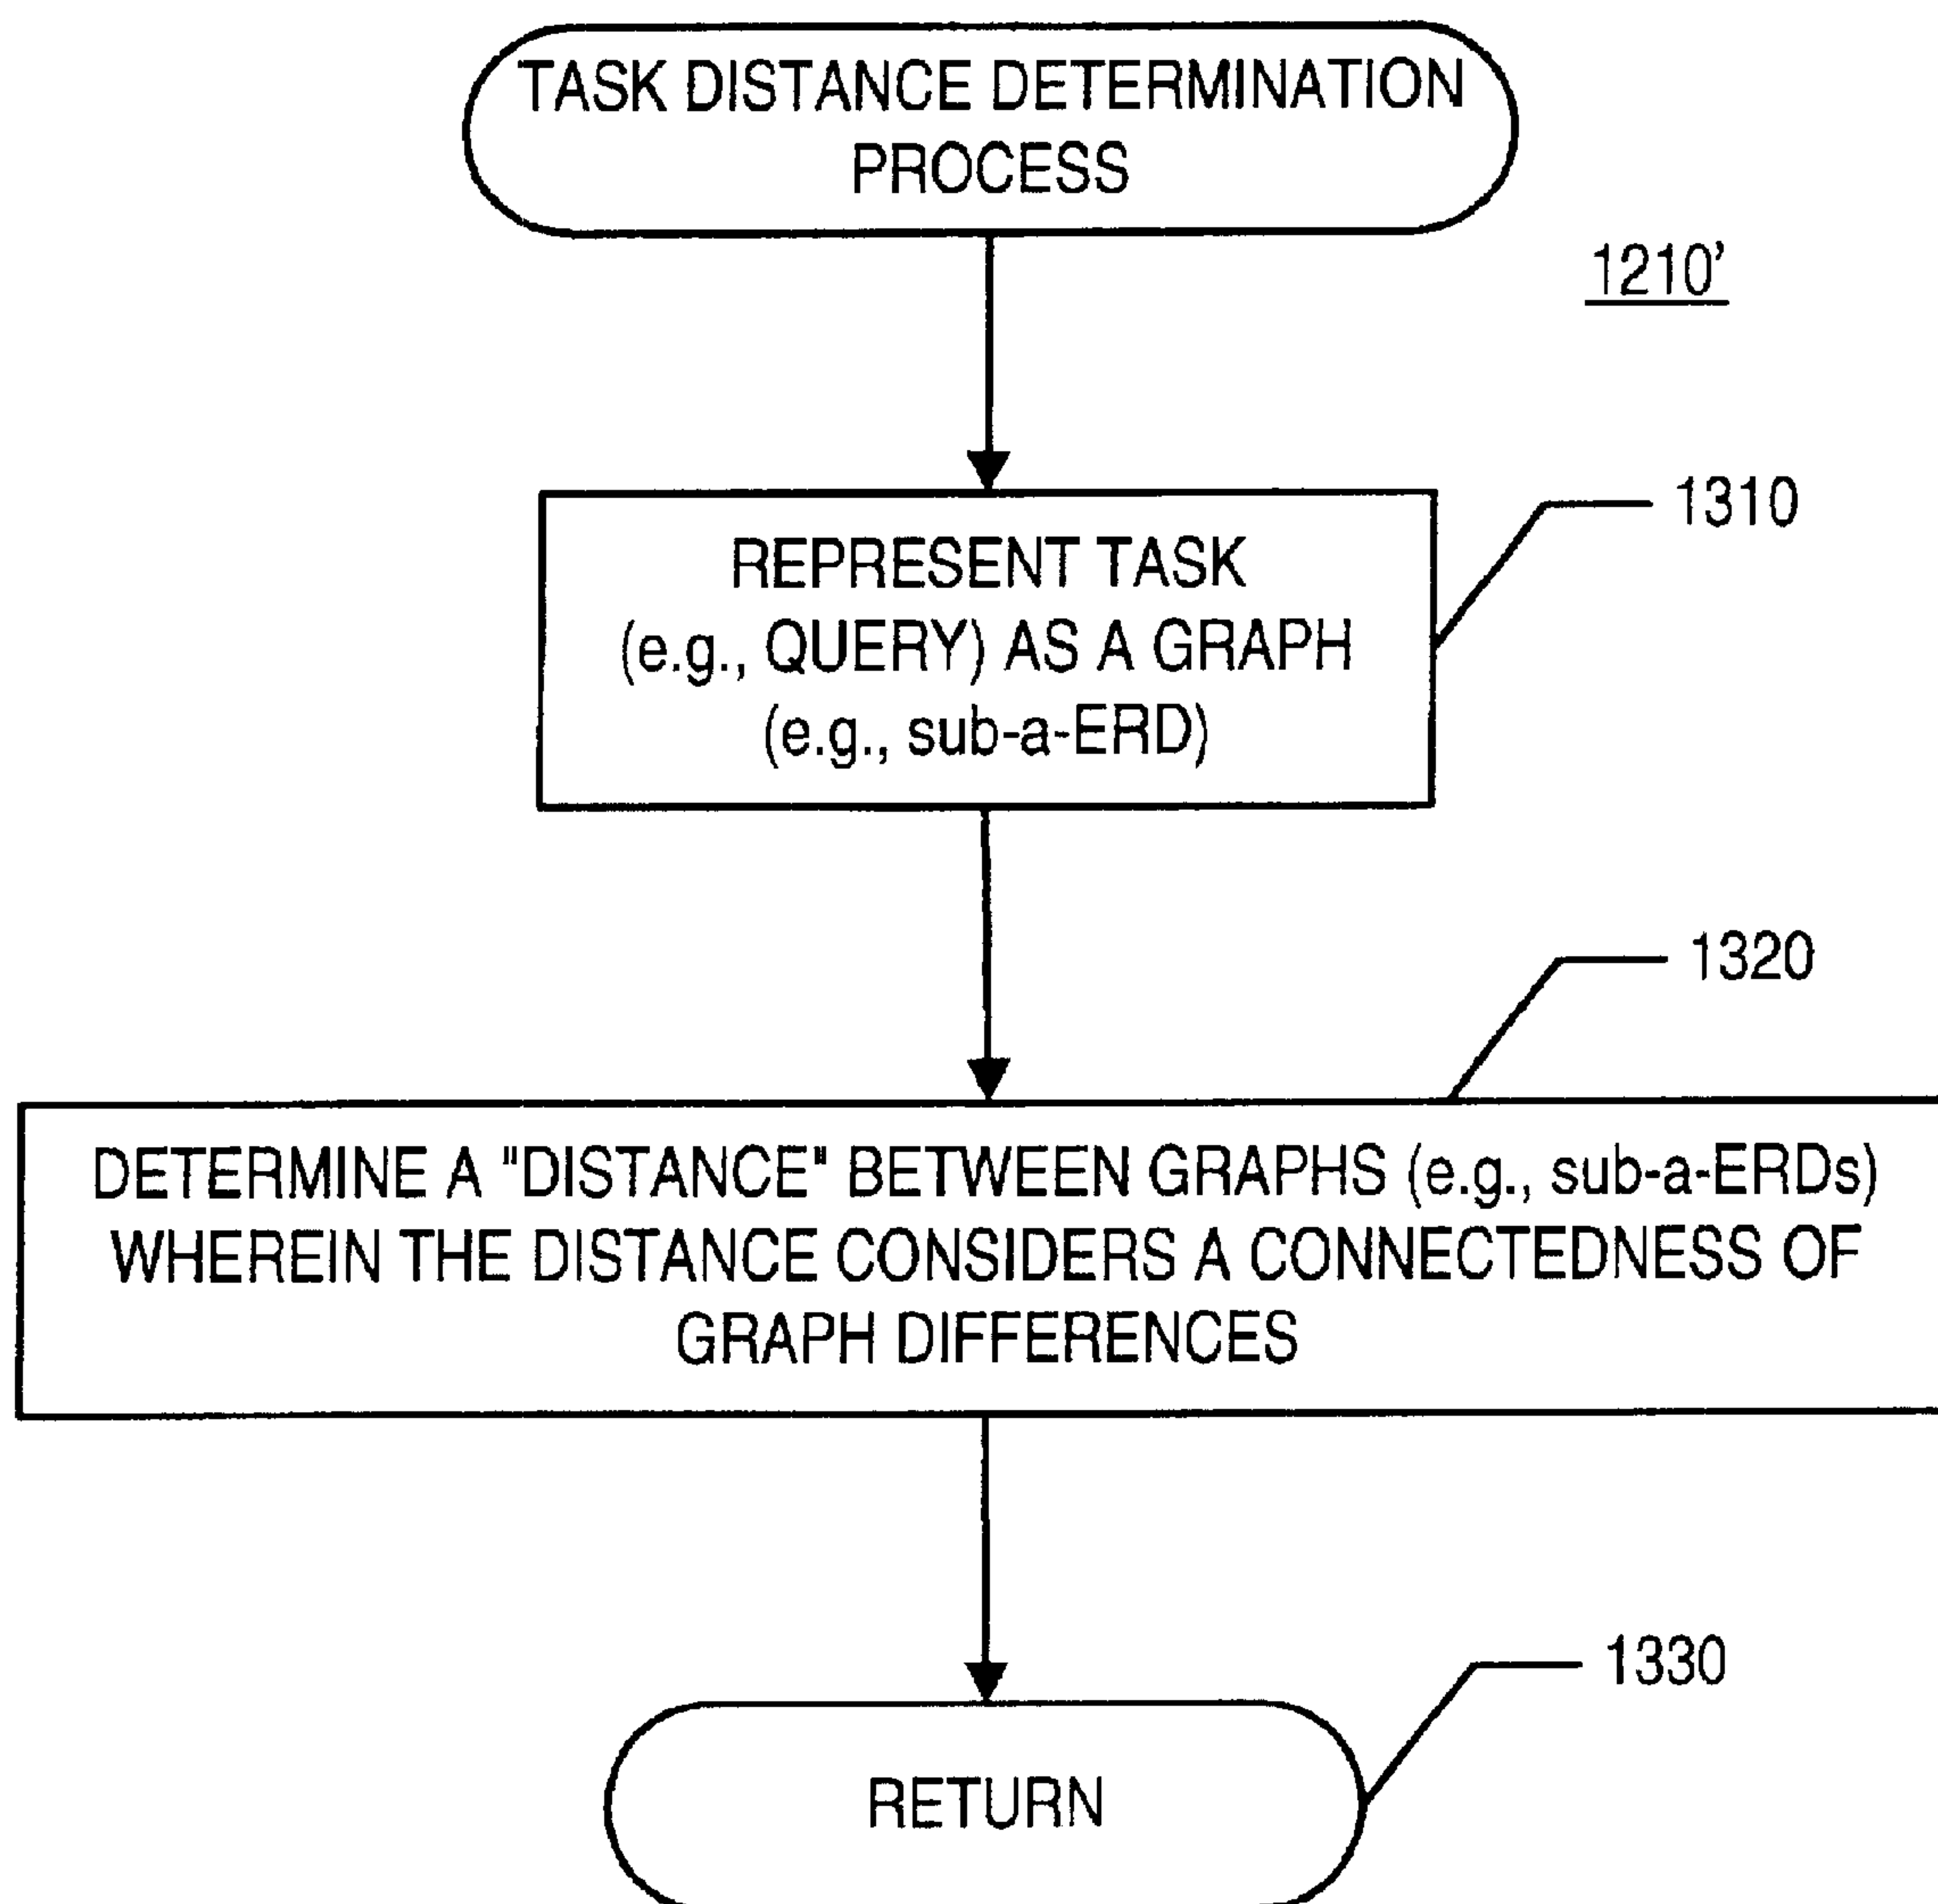 TASK DISTANCE DETERMINATION
PROCESS
1210'
1310
REPRESENT TASK
(e.g., QUERY) AS A GRAPH
(e.g., sub-a-ERD)
1320
DETERMINE A "DISTANCE" BETWEEN GRAPHS (e.g., sub-a-ERDs)
WHEREIN THE DISTANCE CONSIDERS A CONNECTEDNESS OF
GRAPH DIFFERENCES
1330
RETURN